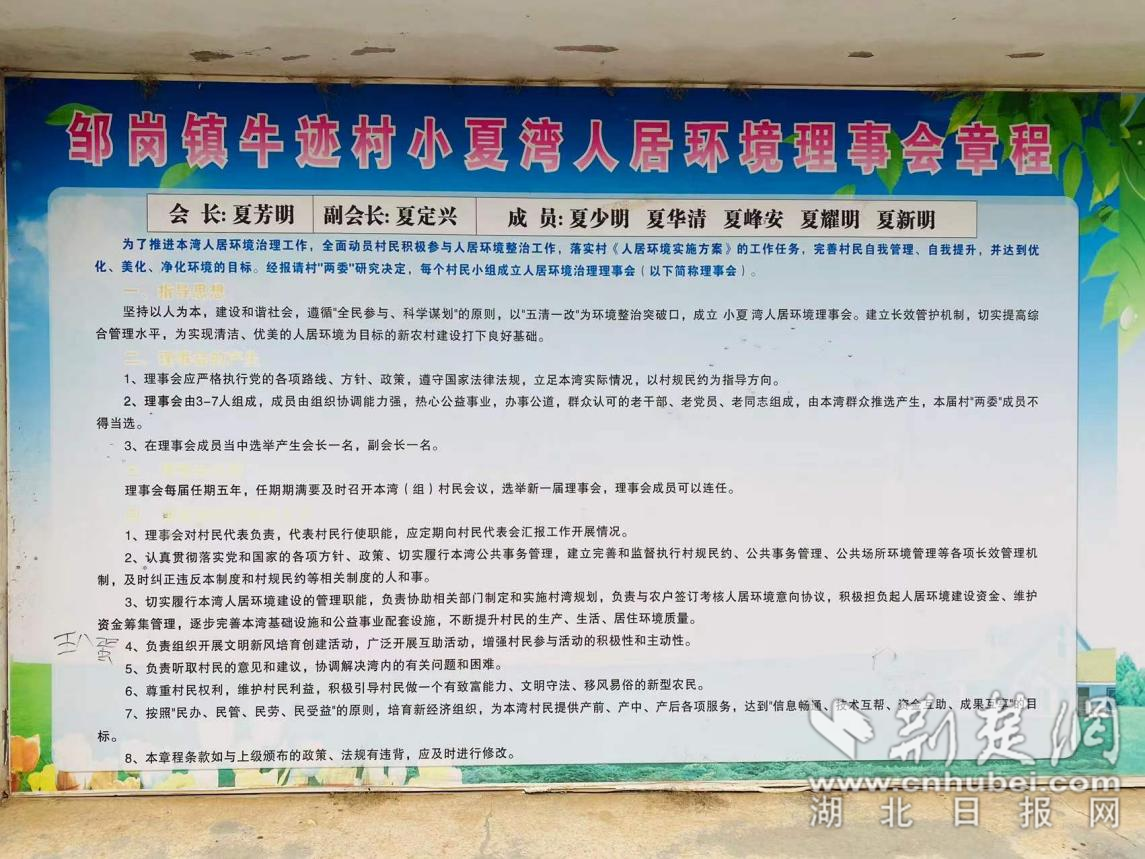 邹岗镇牛迹村小夏湾人居环境理事会章程
会 长: 夏芳明 副会长: 夏定兴 成 员: 夏少明 夏华清 夏峰安 夏耀明 夏新明
为了推进本湾人居环境治理工作，全面动员村民积极参与人居环境整治工作，落实村《人居环境实施方案》的工作任务，完善村民自我管理、自我提升，并达到优
化、美化、净化环境的目标。经报请村"两委"研究决定，每个村民小组成立人居环境治理理事会（以下简称理事会）。
一、指导思想
坚持以人为本，建设和谐社会，遵循"全民参与、科学谋划"的原则，以"五清一改"为环境整治突破口，成立 小夏 湾人居环境理事会。建立长效管护机制，切实提高综
合管理水平，为实现清洁、优美的人居环境为目标的新农村建设打下良好基础。
二、理事会的产生
1、理事会应严格执行党的各项路线、方针、政策，遵守国家法律法规，立足本湾实际情况，以村规民约为指导方向。
2、理事会由3-7人组成，成员由组织协调能力强，热心公益事业，办事公道，群众认可的老干部、老党员、老同志组成，由本湾群众推选产生，本届村"两委"成员不
得当选。
3、在理事会成员当中选举产生会长一名，副会长一名。
理事会每届任期五年，任期期满要及时召开本湾（组）村民会议，选举新一届理事会，理事会成员可以连任。
1、理事会对村民代表负责，代表村民行使职能，应定期向村民代表会汇报工作开展情况。
2、认真贯彻落实党和国家的各项方针、政策、切实履行本湾公共事务管理，建立完善和监督执行村规民约、公共事务管理、公共场所环境管理等各项长效管理机
制，及时纠正违反本制度和村规民约等相关制度的人和事。
3、切实履行本湾人居环境建设的管理职能，负责协助相关部门制定和实施村湾规划，负责与农户签订考核人居环境意向协议，积极担负起人居环境建设资金、维护
资金筹集管理，逐步完善本湾基础设施和公益事业配套设施，不断提升村民的生产、生活、居住环境质量。
王八蛋
4、负责组织开展文明新风培育创建活动，广泛开展互助活动，增强村民参与活动的积极性和主动性。
5、负责听取村民的意见和建议，协调解决湾内的有关问题和困难。
6、尊重村民权利，维护村民利益，积极引导村民做一个有致富能力、文明守法、移风易俗的新型农民。
7、按照"民办、民管、民劳、民受益"的原则，培育新经济组织，为本湾村民提供产前、产中、产后各项服务，达到"信息畅通、技术互帮、资金互助、成果互享"的目
标。
8、本章程条款如与上级颁布的政策、法规有违背，应及时进行修改。
荆楚网
www.cnhubei.com
湖北日报网